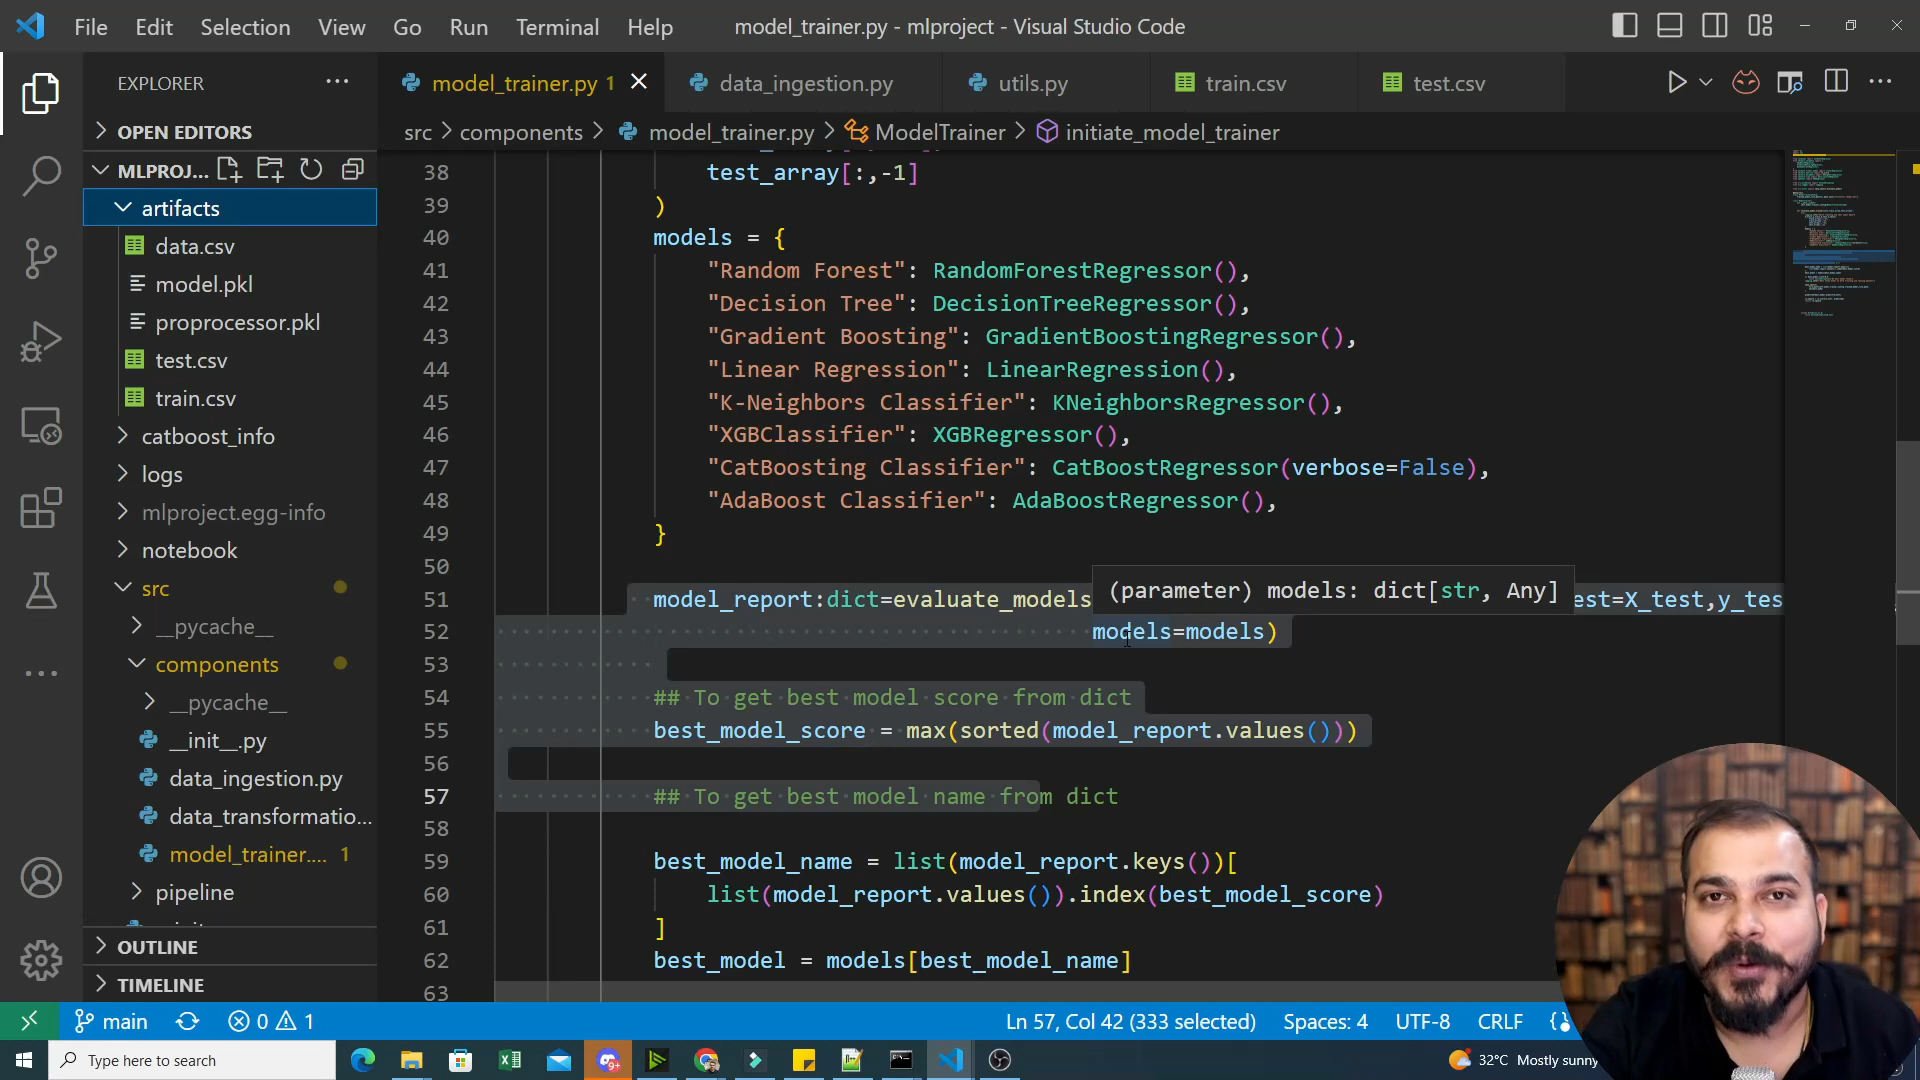 File Edit Selection View Go Run Terminal Help model_trainer.py - mlproject - Visual Studio Code
EXPLORER
OPEN EDITORS
MLPROJ...
artifacts
data.csv
model.pkl
proprocessor.pkl
test.csv
train.csv
catboost_info
logs
mlproject.egg-info
notebook
src
__pycache__
components
__pycache__
__init__.py
data_ingestion.py
data_transformatio...
model_trainer.... 1
pipeline
OUTLINE
TIMELINE
model_trainer.py 1 data_ingestion.py utils.py train.csv test.csv
src > components > model_trainer.py > ModelTrainer > initiate_model_trainer
38 test_array[:,-1]
39 )
40 models = {
41 "Random Forest": RandomForestRegressor(),
42 "Decision Tree": DecisionTreeRegressor(),
43 "Gradient Boosting": GradientBoostingRegressor(),
44 "Linear Regression": LinearRegression(),
45 "K-Neighbors Classifier": KNeighborsRegressor(),
46 "XGBClassifier": XGBRegressor(),
47 "CatBoosting Classifier": CatBoostRegressor(verbose=False),
48 "AdaBoost Classifier": AdaBoostRegressor(),
49 }
50
(parameter) models: dict[str, Any]
51 model_report:dict=evaluate_models est=X_test,y_tes
52 models=models)
53
54 ## To get best model score from dict
55 best_model_score = max(sorted(model_report.values()))
56
57 ## To get best model name from dict
58
59 best_model_name = list(model_report.keys())[
60 list(model_report.values()).index(best_model_score)
61 ]
62 best_model = models[best_model_name]
63
main 0 1 Ln 57, Col 42 (333 selected) Spaces: 4 UTF-8 CRLF
Type here to search 9+ 32°C Mostly sunny